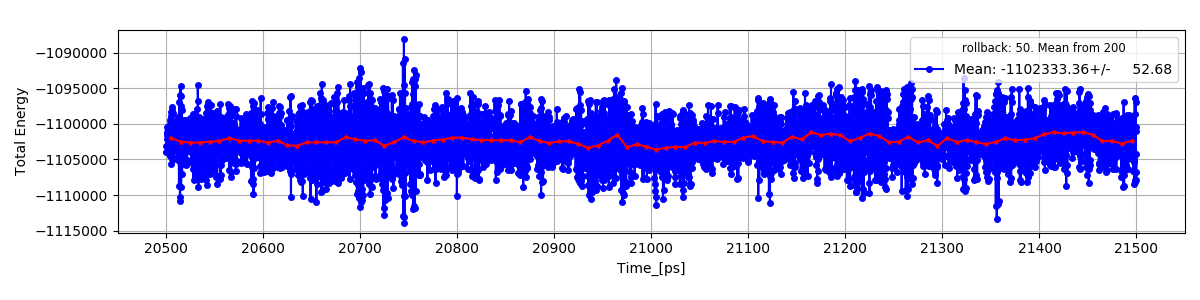 rollback: 50. Mean from 200
Mean: -1102333.36+/- 52.68
Total Energy
−1090000
−1095000
−1100000
−1105000
−1110000
−1115000
20500 20600 20700 20800 20900 21000 21100 21200 21300 21400 21500
Time_[ps]